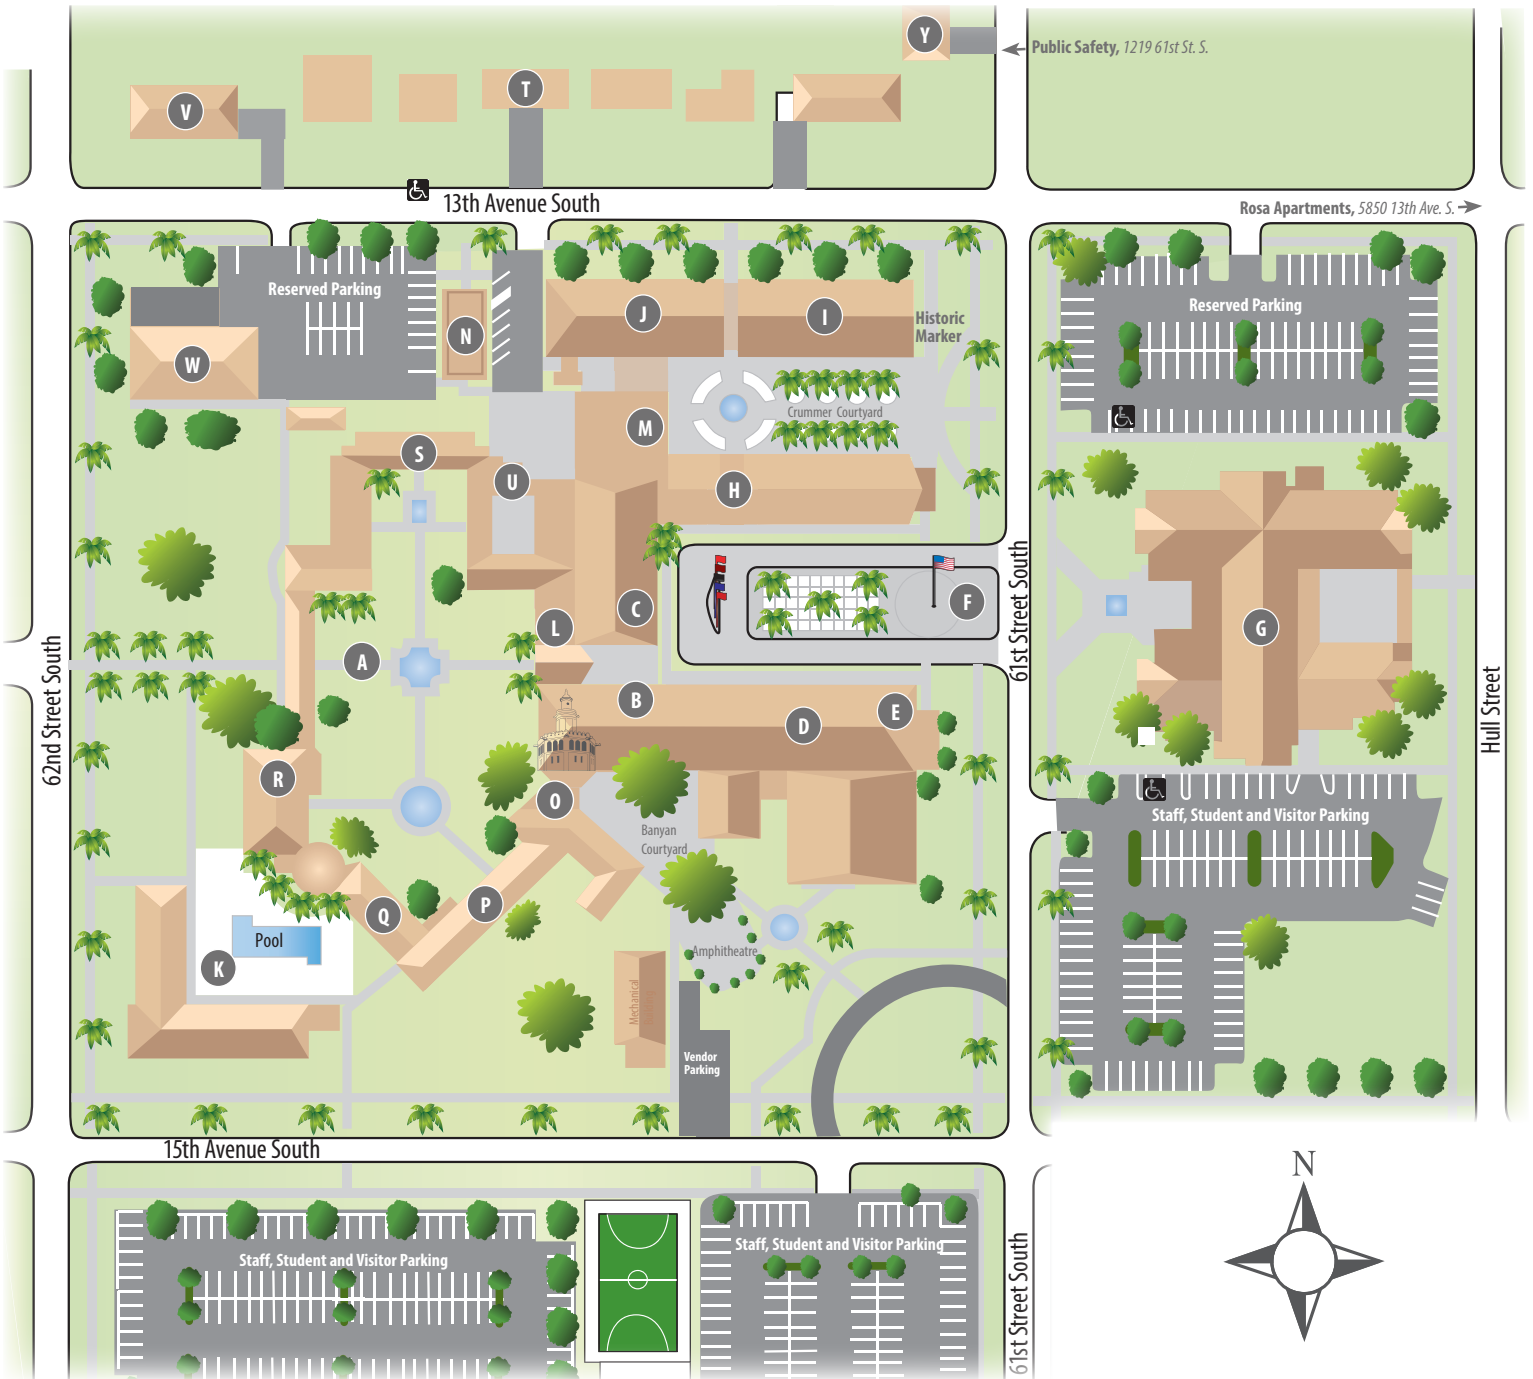 Y
Public Safety, 1219 61st St. S.
V
T
13th Avenue South
Rosa Apartments, 5850 13th Ave. S.
Reserved Parking
Reserved Parking
N
J
I
Historic
Marker
W
Crummer Courtyard
M
S
U
H
C
F
61st Street South
L
G
A
62nd Street South
B
D
E
Hull Street
R
O
Banyan
Courtyard
Staff, Student and Visitor Parking
P
Q
Pool
K
Amphitheatre
Mechanical
Vendor
Parking
15th Avenue South
N
Staff, Student and Visitor Parking
Staff, Student and Visitor Parking
61st Street South